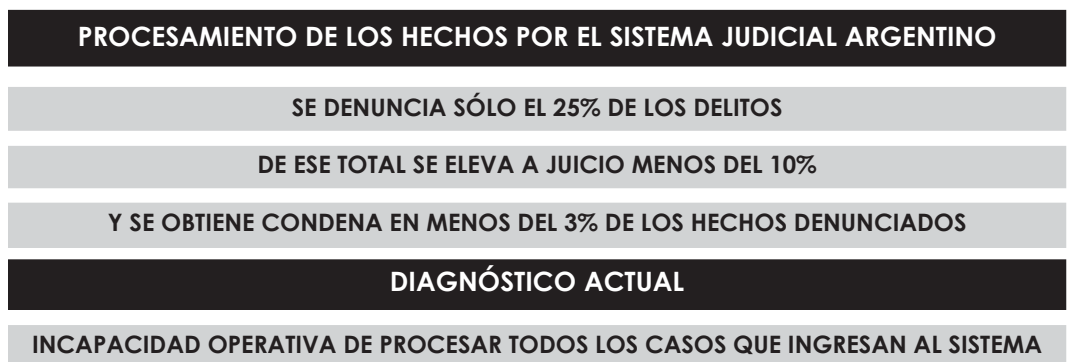 PROCESAMIENTO DE LOS HECHOS POR EL SISTEMA JUDICIAL ARGENTINO
SE DENUNCIA SÓLO EL 25% DE LOS DELITOS
DE ESE TOTAL SE ELEVA A JUICIO MENOS DEL 10%
Y SE OBTIENE CONDENA EN MENOS DEL 3% DE LOS HECHOS DENUNCIADOS
DIAGNÓSTICO ACTUAL
INCAPACIDAD OPERATIVA DE PROCESAR TODOS LOS CASOS QUE INGRESAN AL SISTEMA